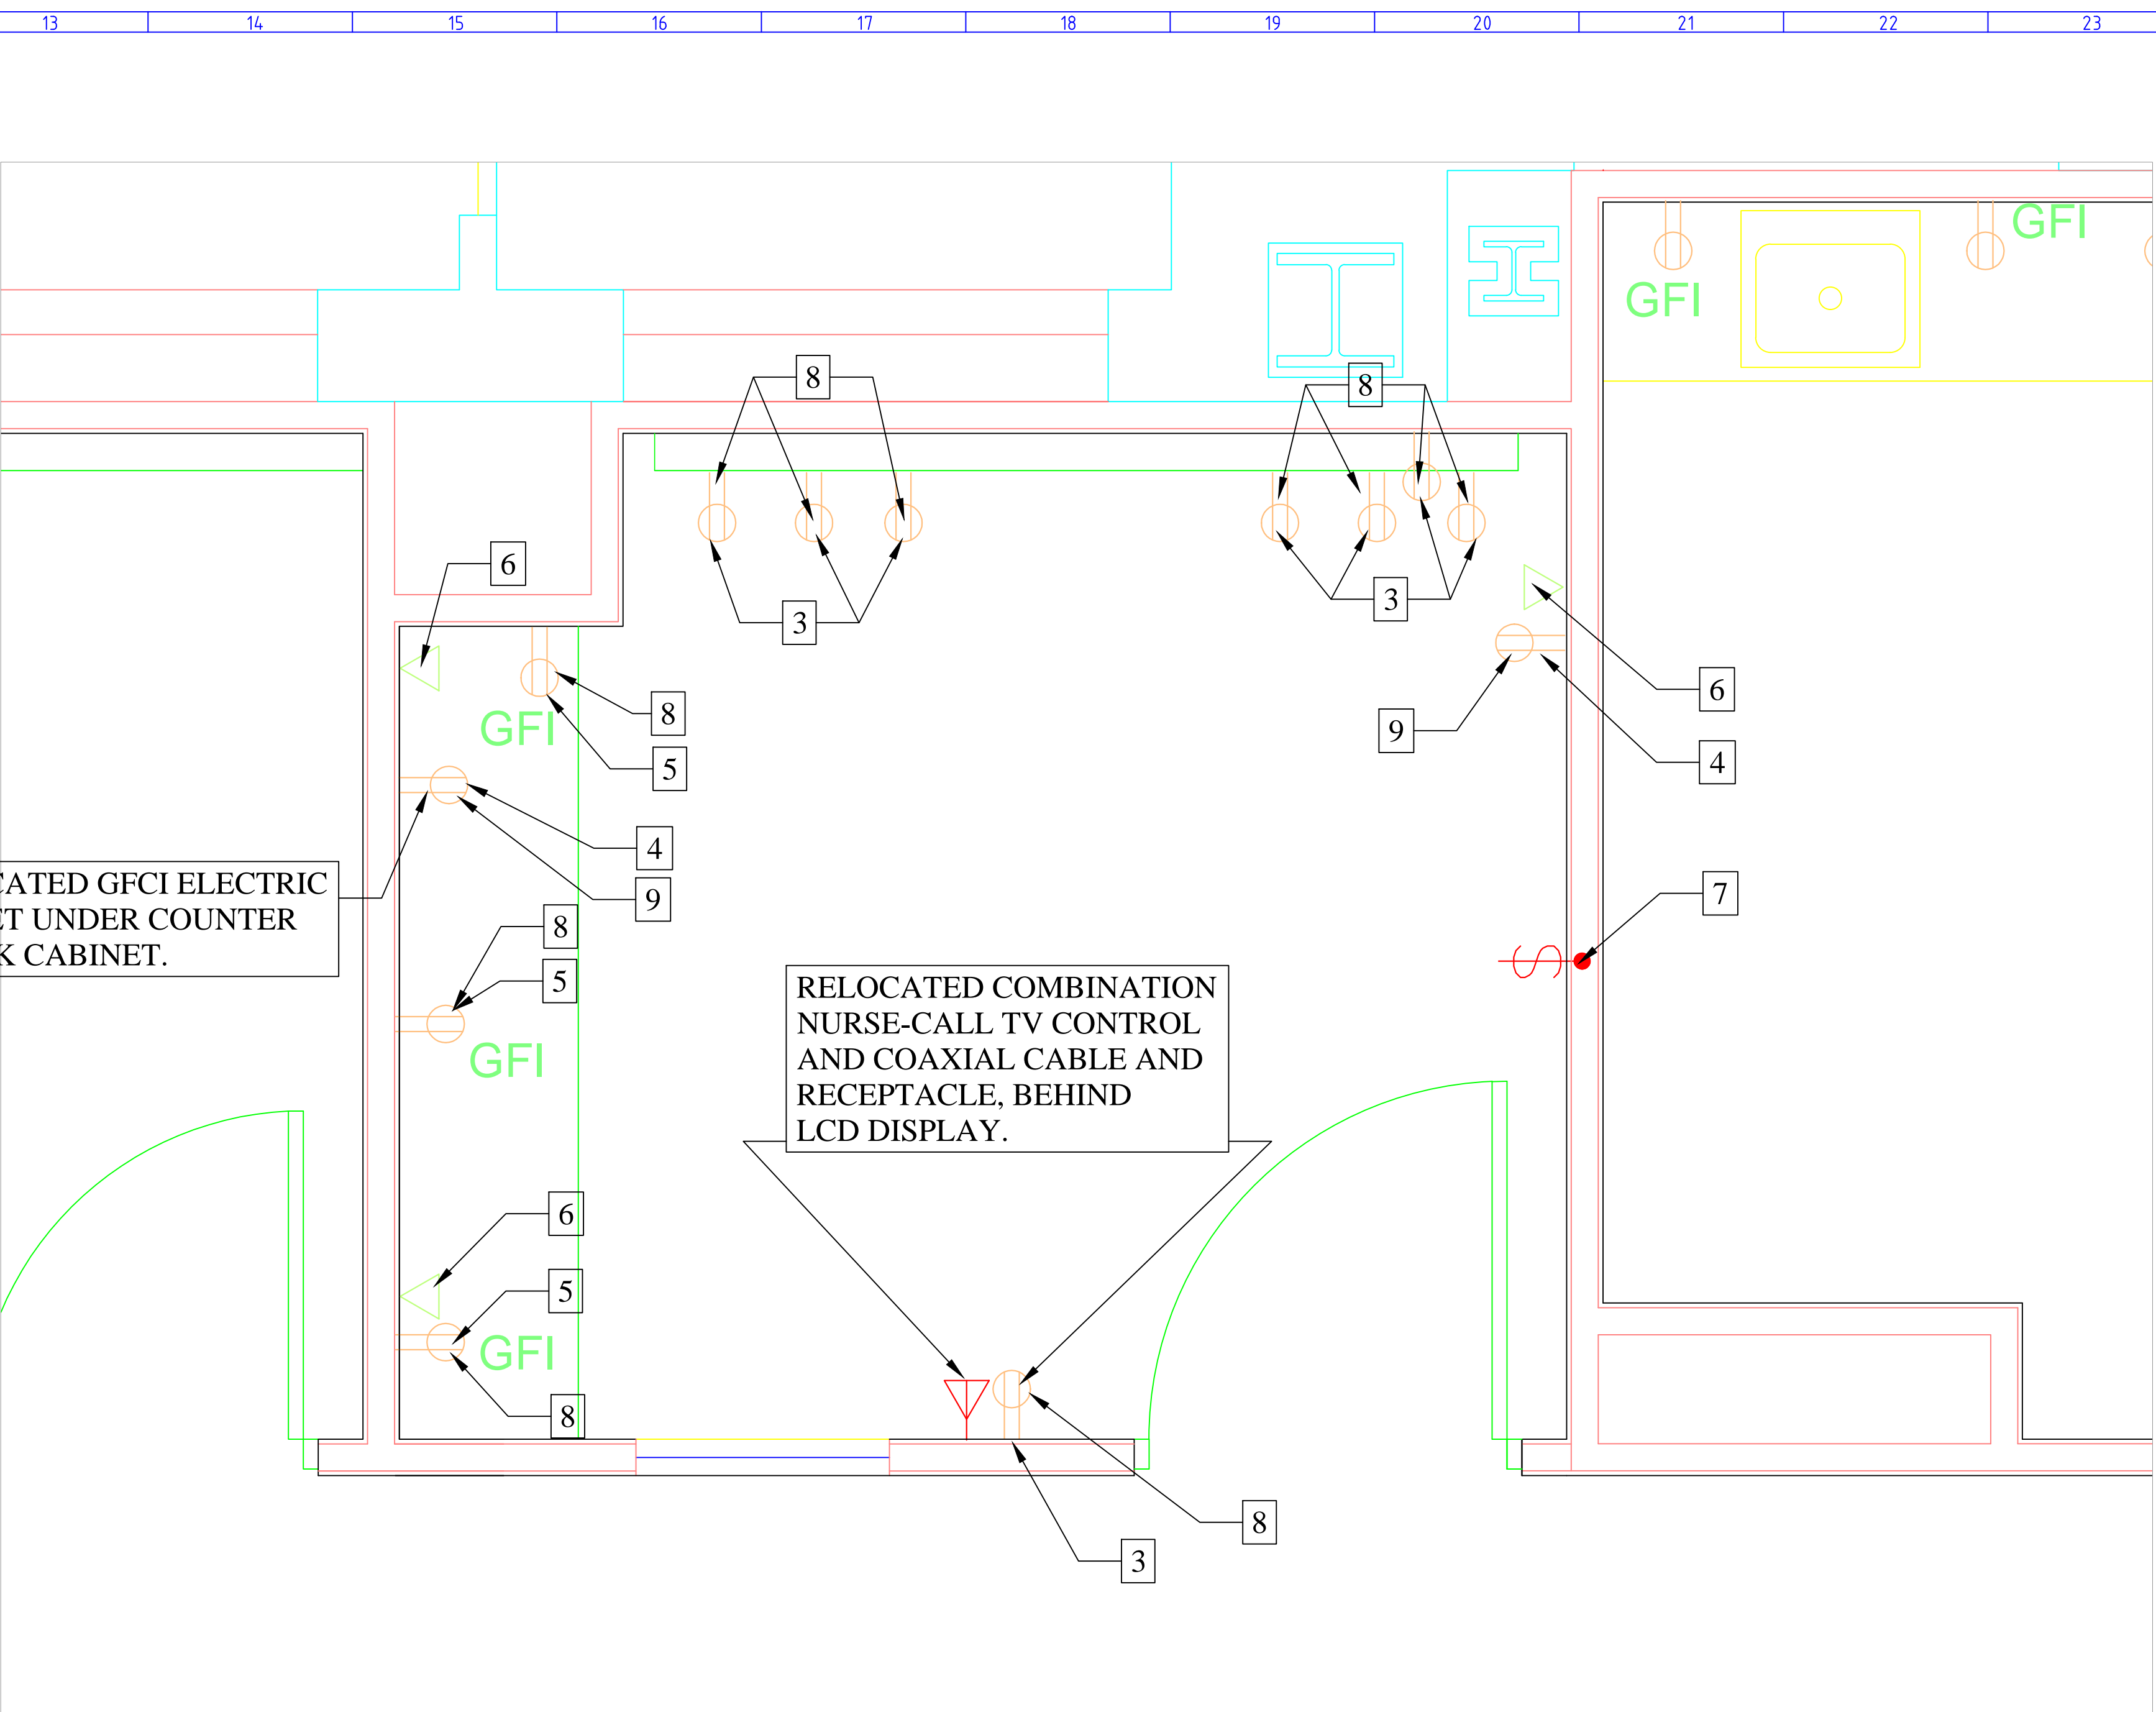 13 14 15 16 17 18 19 20 21 22 23
GFI
GFI
8
8
6
3
3
8
6
GFI
9
5
4
4
9
7
CATED GFCI ELECTRIC
ET UNDER COUNTER
K CABINET.
8
5
RELOCATED COMBINATION
NURSE-CALL TV CONTROL
AND COAXIAL CABLE AND
RECEPTACLE, BEHIND
LCD DISPLAY.
GFI
6
5
GFI
8
8
3